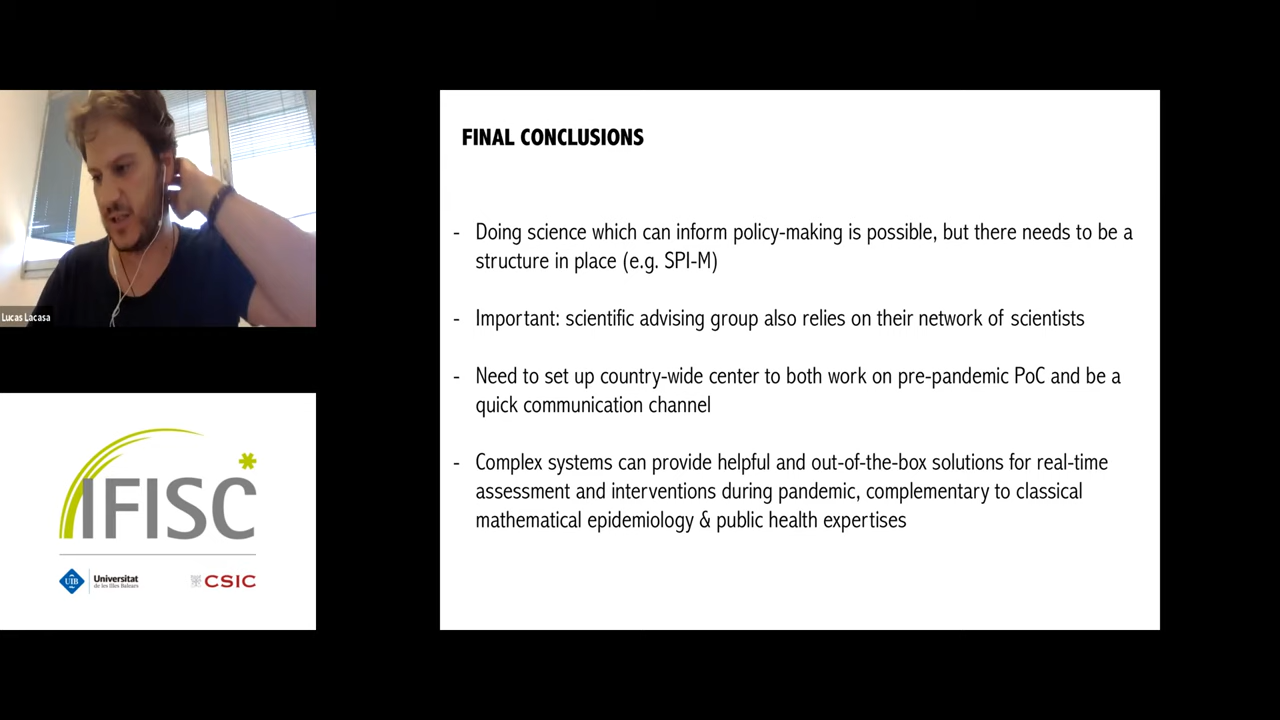 Lucas Lacasa
IFISC
UIB
Universitat
de les Illes Balears
CSIC
FINAL CONCLUSIONS
- Doing science which can inform policy-making is possible, but there needs to be a
structure in place (e.g. SPI-M)
- Important: scientific advising group also relies on their network of scientists
- Need to set up country-wide center to both work on pre-pandemic PoC and be a
quick communication channel
- Complex systems can provide helpful and out-of-the-box solutions for real-time
assessment and interventions during pandemic, complementary to classical
mathematical epidemiology & public health expertises